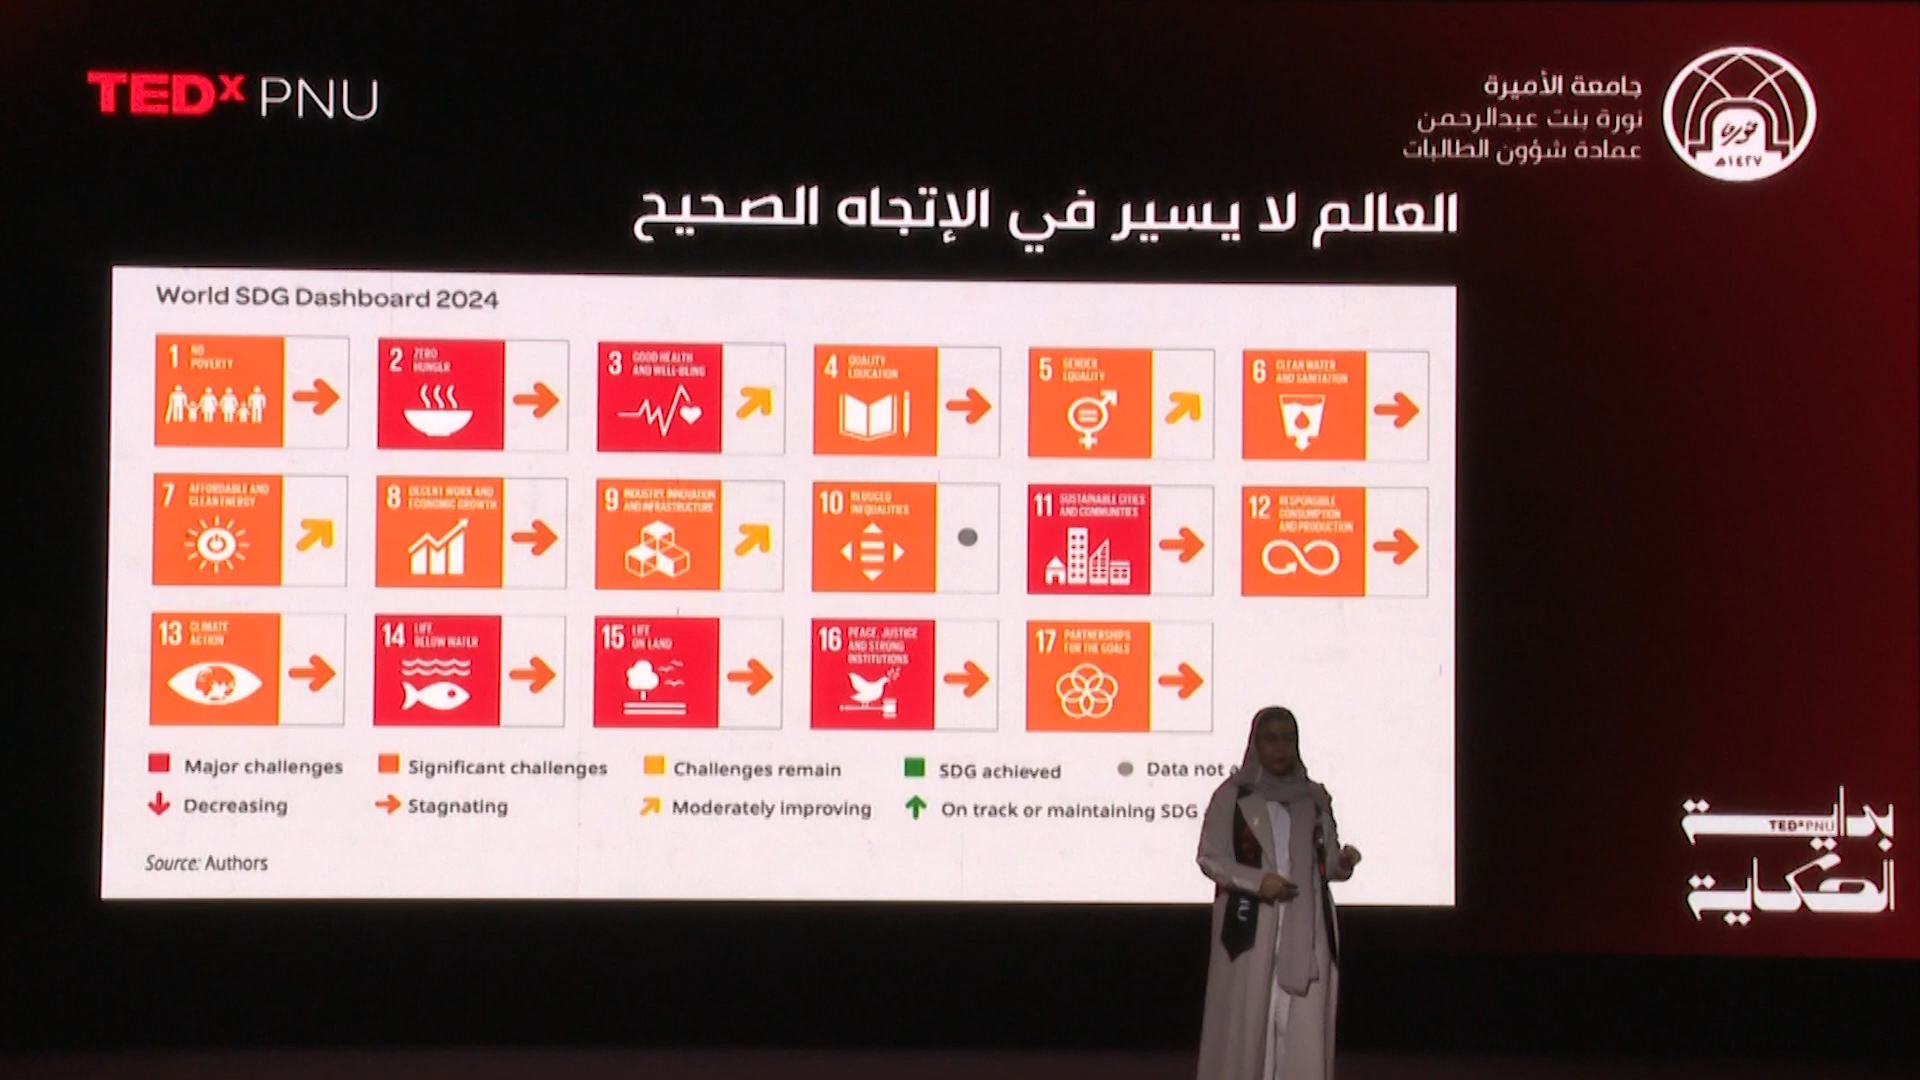 TEDx PNU
جامعة الأميرة
نورة بنت عبدالرحمن
عمادة شؤون الطالبات
نورة
١٤٢٧هـ
العالم لا يسير في الإتجاه الصحيح
World SDG Dashboard 2024
1 NO POVERTY
2 ZERO HUNGER
3 GOOD HEALTH AND WELL-BEING
4 QUALITY EDUCATION
5 GENDER EQUALITY
6 CLEAN WATER AND SANITATION
7 AFFORDABLE AND CLEAN ENERGY
8 DECENT WORK AND ECONOMIC GROWTH
9 INDUSTRY, INNOVATION AND INFRASTRUCTURE
10 REDUCED INEQUALITIES
11 SUSTAINABLE CITIES AND COMMUNITIES
12 RESPONSIBLE CONSUMPTION AND PRODUCTION
13 CLIMATE ACTION
14 LIFE BELOW WATER
15 LIFE ON LAND
16 PEACE, JUSTICE AND STRONG INSTITUTIONS
17 PARTNERSHIPS FOR THE GOALS
Major challenges Significant challenges Challenges remain SDG achieved Data not
Decreasing Stagnating Moderately improving On track or maintaining SDG
Source: Authors
بداية
TEDxPNU
الحكاية